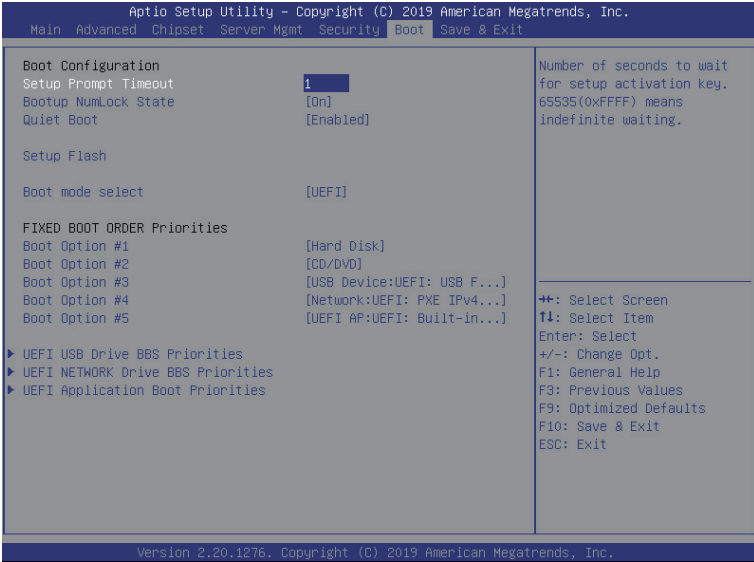 Aptio Setup Utility – Copyright (C) 2019 American Megatrends, Inc.
Main Advanced Chipset Server Mgmt Security Boot Save & Exit
Boot Configuration
Setup Prompt Timeout 1
Bootup NumLock State [On]
Quiet Boot [Enabled]
Setup Flash
Boot mode select [UEFI]
FIXED BOOT ORDER Priorities
Boot Option #1 [Hard Disk]
Boot Option #2 [CD/DVD]
Boot Option #3 [USB Device:UEFI: USB F...]
Boot Option #4 [Network:UEFI: PXE IPv4...]
Boot Option #5 [UEFI AP:UEFI: Built-in...]
UEFI USB Drive BBS Priorities
UEFI NETWORK Drive BBS Priorities
UEFI Application Boot Priorities
Number of seconds to wait
for setup activation key.
65535(0xFFFF) means
indefinite waiting.
→←: Select Screen
↑↓: Select Item
Enter: Select
+/-: Change Opt.
F1: General Help
F3: Previous Values
F9: Optimized Defaults
F10: Save & Exit
ESC: Exit
Version 2.20.1276. Copyright (C) 2019 American Megatrends, Inc.